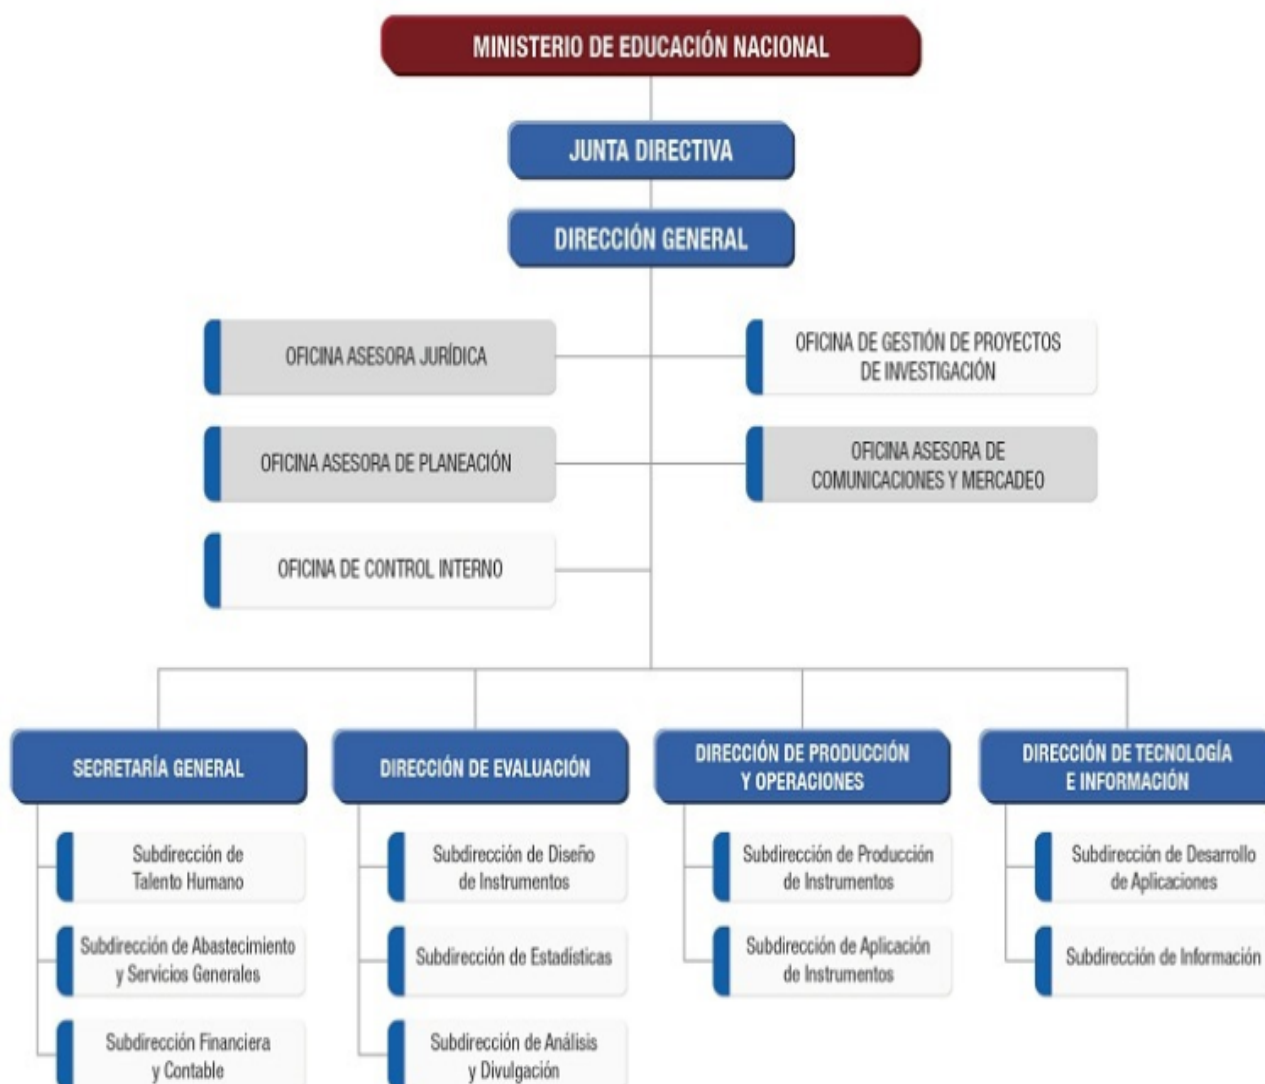 MINISTERIO DE EDUCACIÓN NACIONAL
JUNTA DIRECTIVA
DIRECCIÓN GENERAL
OFICINA ASESORA JURÍDICA
OFICINA DE GESTIÓN DE PROYECTOS
DE INVESTIGACIÓN
OFICINA ASESORA DE PLANEACIÓN
OFICINA ASESORA DE
COMUNICACIONES Y MERCADEO
OFICINA DE CONTROL INTERNO
SECRETARÍA GENERAL
Subdirección de
Talento Humano
Subdirección de Abastecimiento
y Servicios Generales
Subdirección Financiera
y Contable
DIRECCIÓN DE EVALUACIÓN
Subdirección de Diseño
de Instrumentos
Subdirección de Estadísticas
Subdirección de Análisis
y Divulgación
DIRECCIÓN DE PRODUCCIÓN
Y OPERACIONES
Subdirección de Producción
de Instrumentos
Subdirección de Aplicación
de Instrumentos
DIRECCIÓN DE TECNOLOGÍA
E INFORMACIÓN
Subdirección de Desarrollo
de Aplicaciones
Subdirección de Información